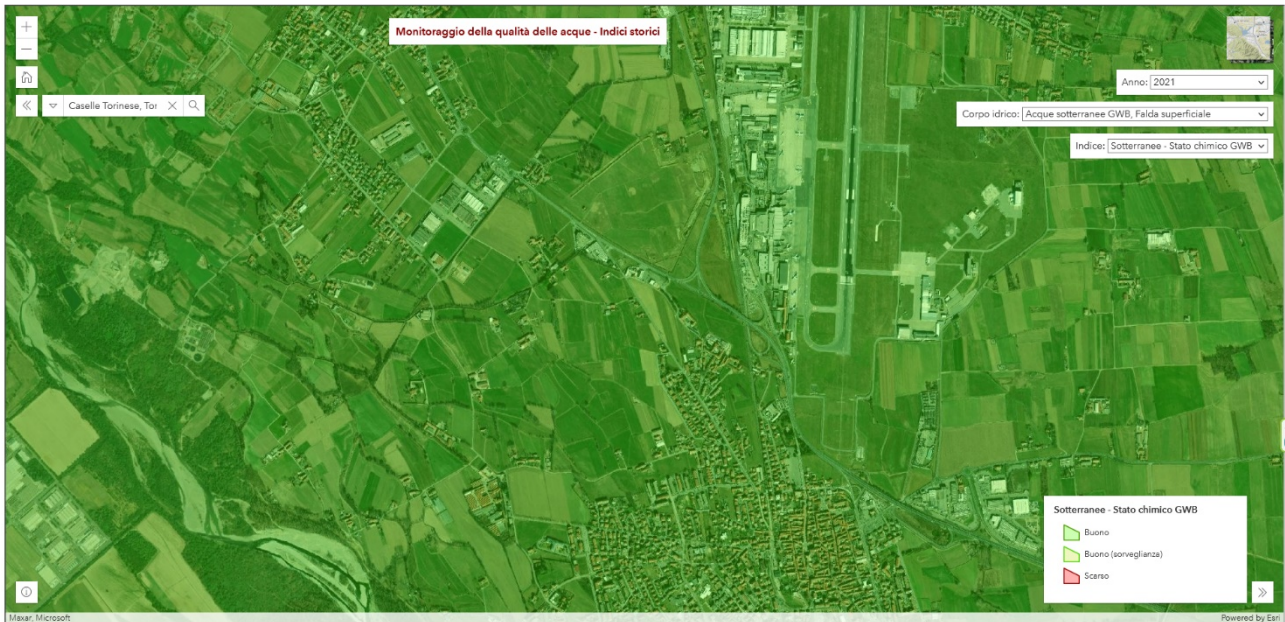 Monitoraggio della qualità delle acque - Indici storici
Anno: 2021
Caselle Torinese, Tor
Corpo idrico: Acque sotterranee GWB, Falda superficiale
Indice: Sotterranee - Stato chimico GWB
Sotterranee - Stato chimico GWB
Buono
Buono (sorveglianza)
Scarso
Maxar, Microsoft
Powered by Esri